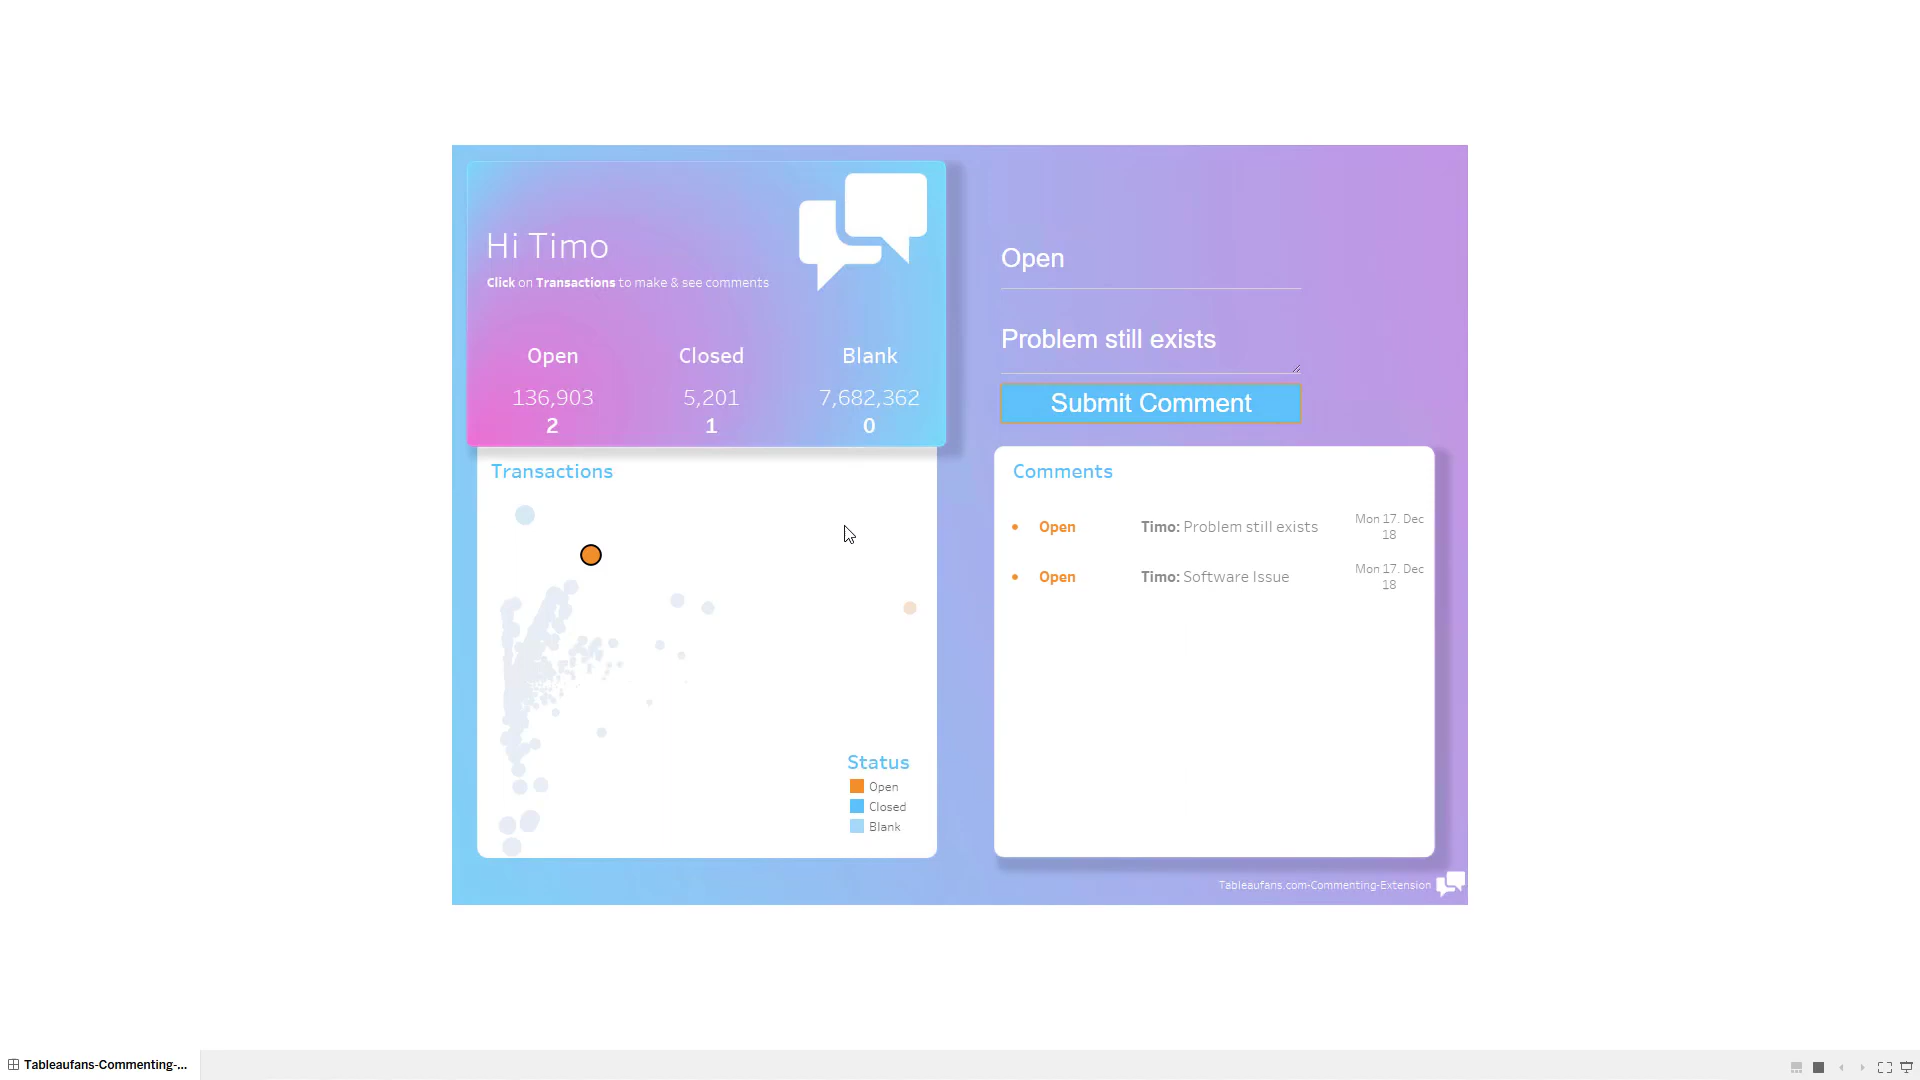 Hi Timo
Click on Transactions to make & see comments
Open
Closed
Blank
136,903
5,201
7,682,362
2
1
0
Open
Problem still exists
Submit Comment
Transactions
Status
Open
Closed
Blank
Comments
Open
Timo: Problem still exists
Mon 17. Dec
18
Open
Timo: Software Issue
Mon 17. Dec
18
Tableaufans.com-Commenting-Extension
Tableaufans-Commenting-...